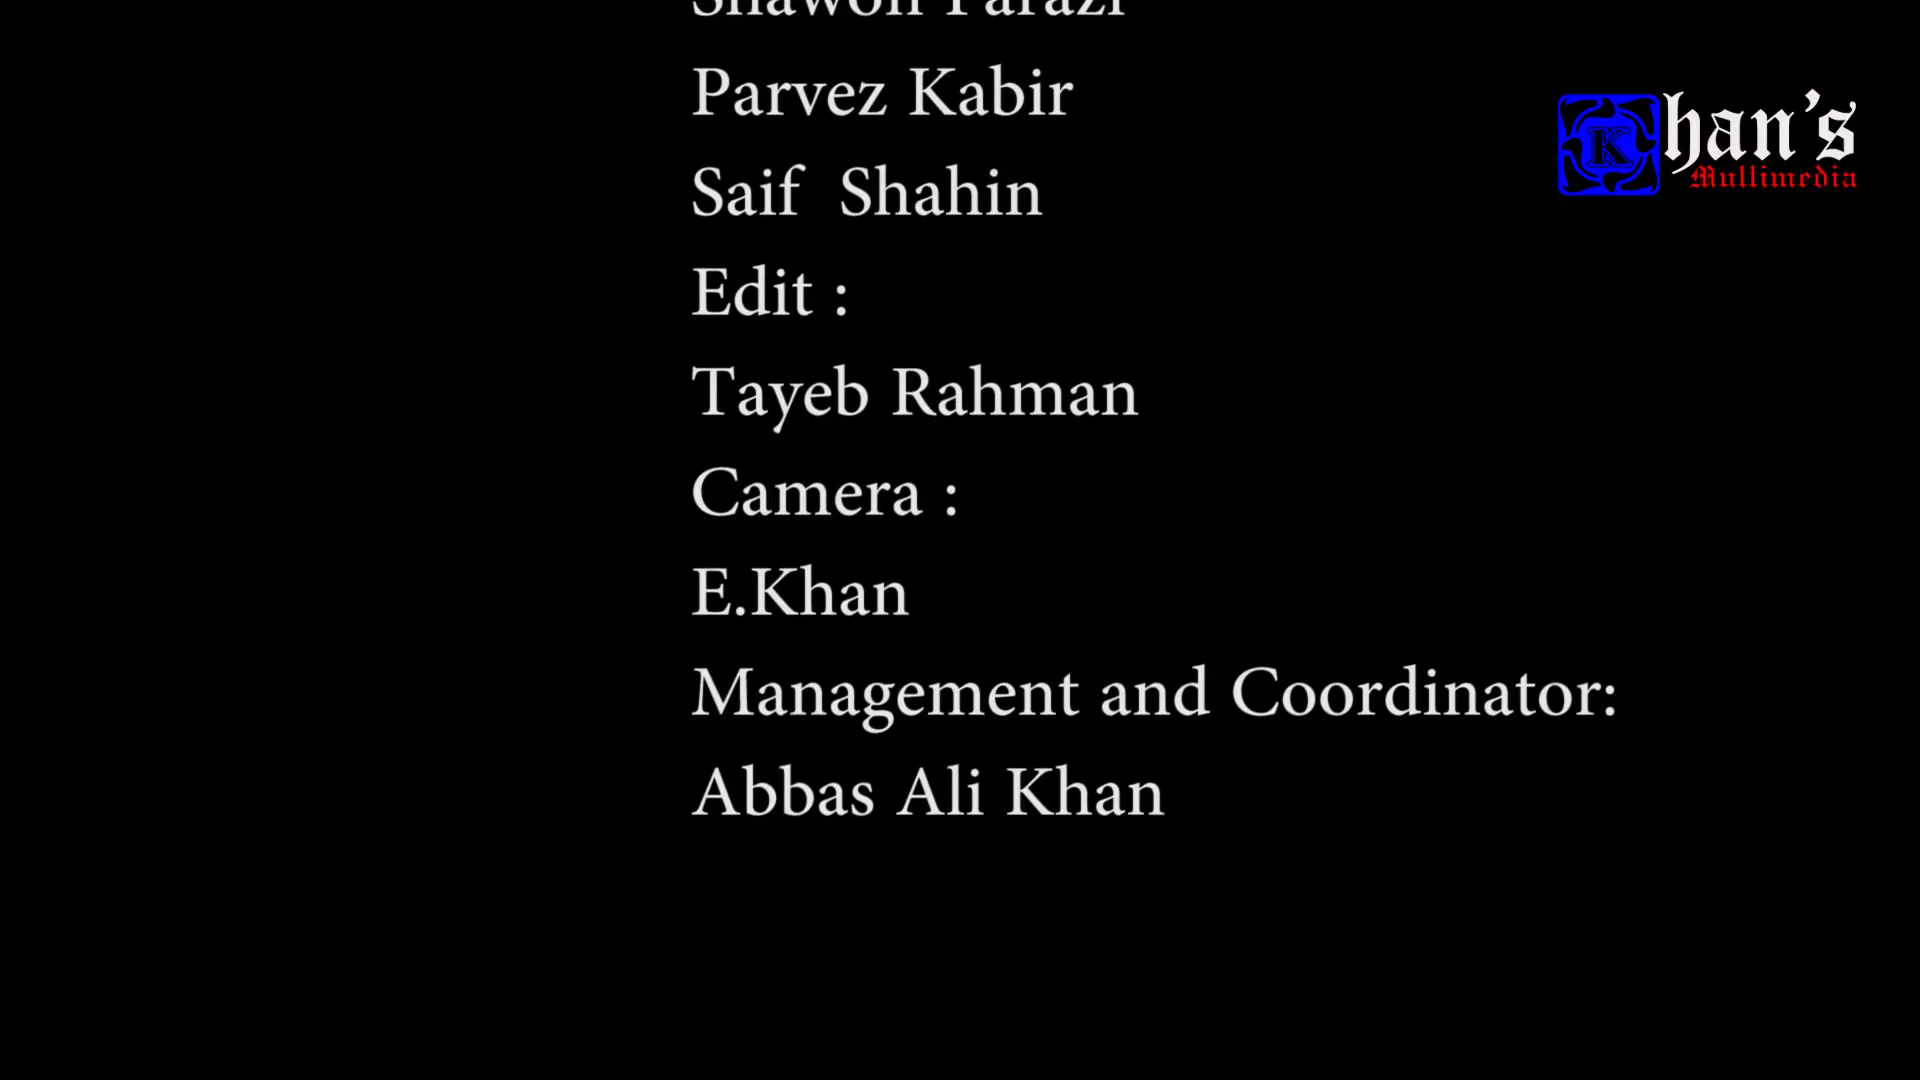 Parvez Kabir
Saif  Shahin
Edit :
Tayeb Rahman
Camera :
E.Khan
Management and Coordinator:
Abbas Ali Khan
Khan's
Multimedia